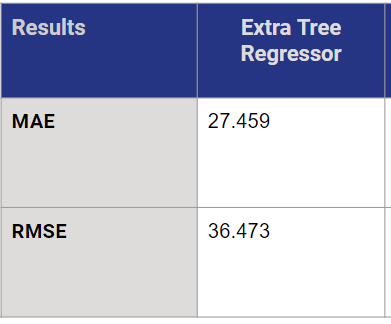 Results
Extra Tree
Regressor
MAE
27.459
RMSE
36.473